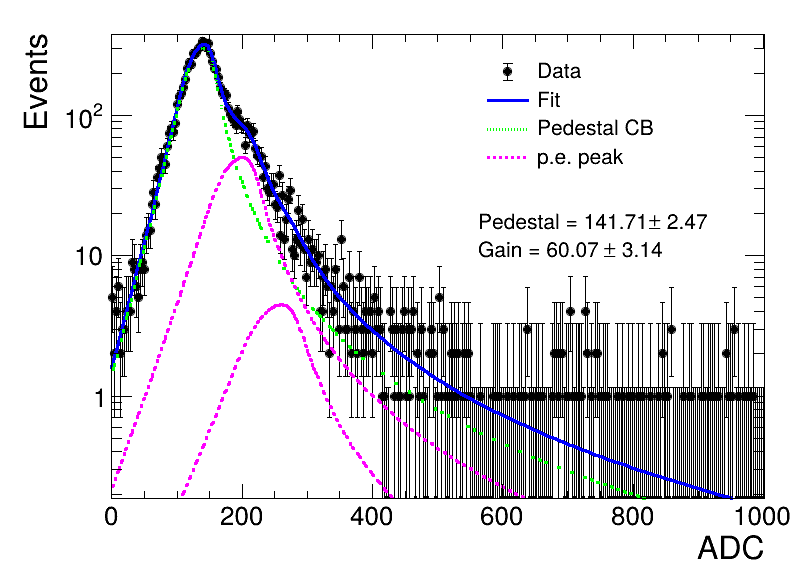 Events
10²
10
1
Data
Fit
Pedestal CB
p.e. peak
Pedestal = 141.71± 2.47
Gain = 60.07 ± 3.14
0 200 400 600 800 1000
ADC